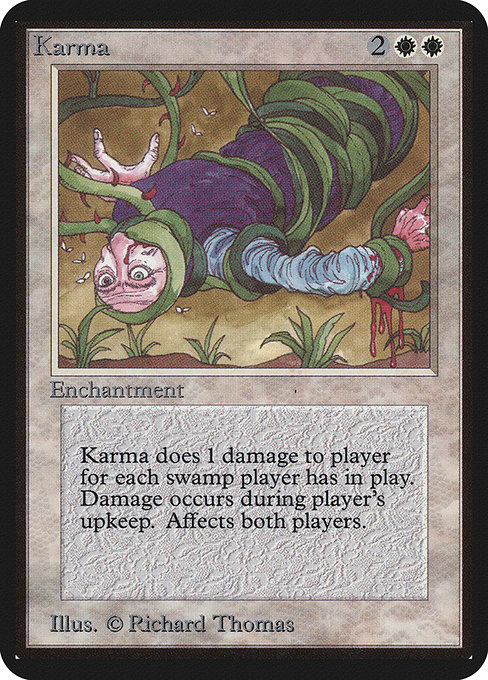 Karma 2
Enchantment
Karma does 1 damage to player
for each swamp player has in play.
Damage occurs during player's
upkeep.  Affects both players.
Illus. © Richard Thomas